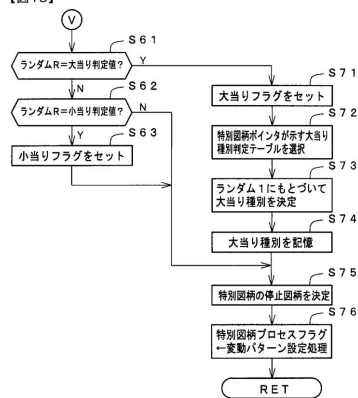 V
S61
ランダムR=大当り判定値?
Y
N
S62
ランダムR=小当り判定値?
N
Y
S63
小当りフラグをセット
S71
大当りフラグをセット
S72
特別図柄ポインタが示す大当り
種別判定テーブルを選択
S73
ランダム1にもとづいて
大当り種別を決定
S74
大当り種別を記憶
S75
特別図柄の停止図柄を決定
S76
特別図柄プロセスフラグ
←変動パターン設定処理
RET